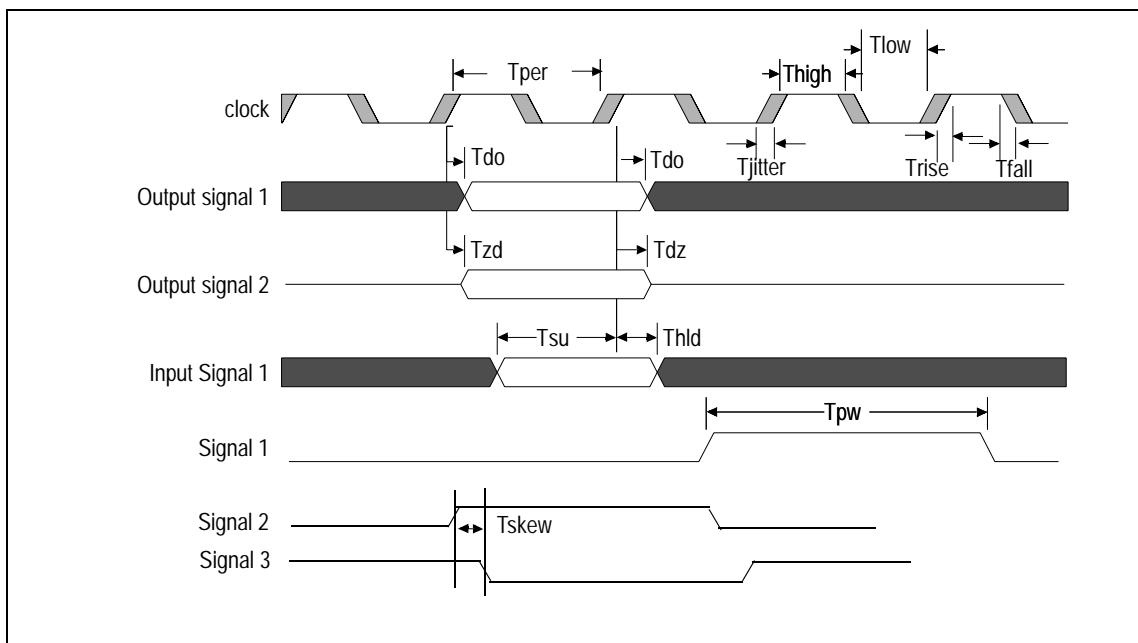 Tlow
Tper
Thigh
clock
Tdo
Tdo
Tjitter
Trise
Tfall
Output signal 1
Tzd
Tdz
Output signal 2
Tsu
Thld
Input Signal 1
Tpw
Signal 1
Signal 2
Tskew
Signal 3